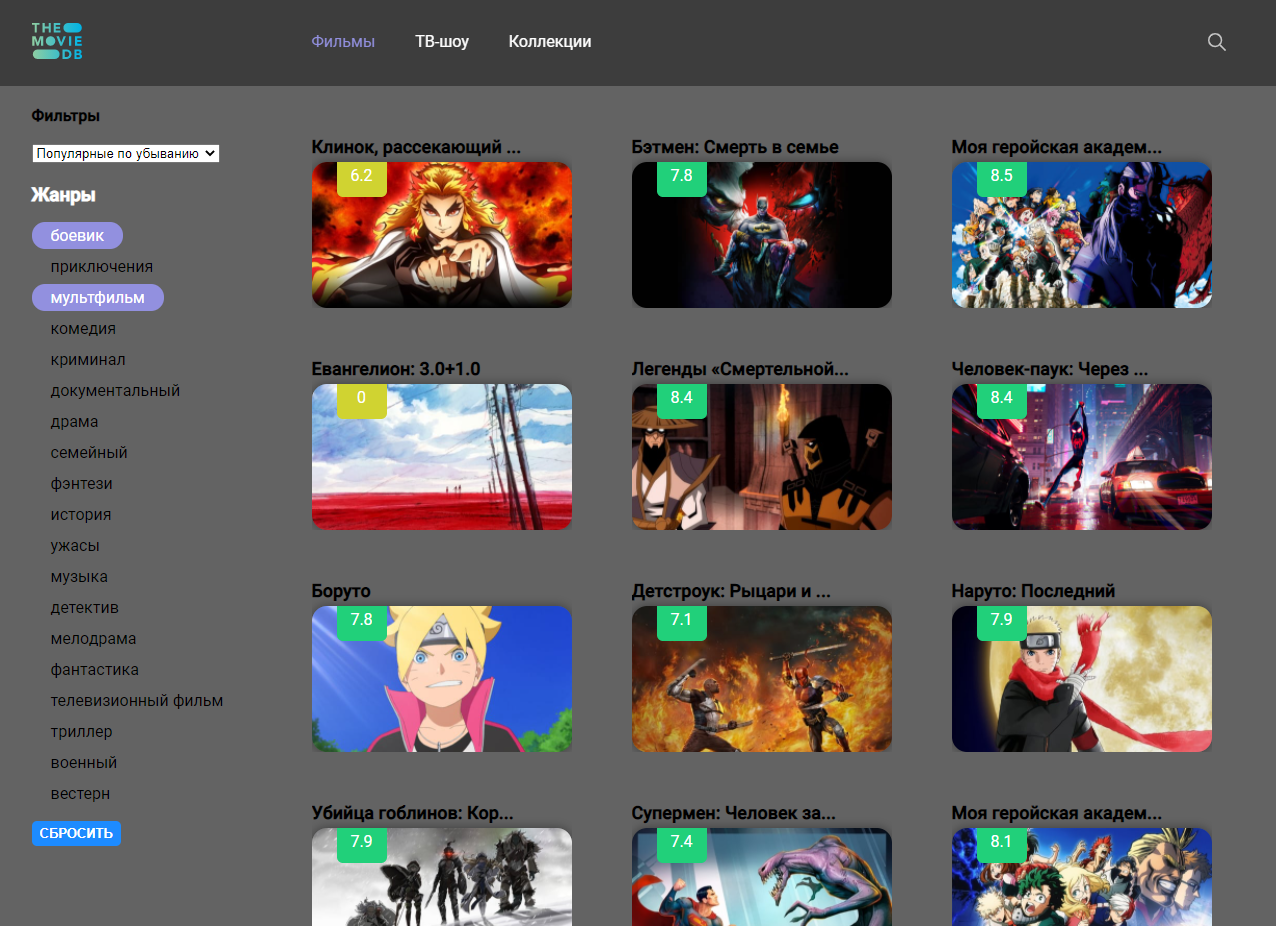 THE
MOVIE
DB
Фильмы ТВ-шоу Коллекции
Фильтры
Популярные по убыванию
Жанры
боевик
приключения
мультфильм
комедия
криминал
документальный
драма
семейный
фэнтези
история
ужасы
музыка
детектив
мелодрама
фантастика
телевизионный фильм
триллер
военный
вестерн
СБРОСИТЬ
Клинок, рассекающий ...
6.2
Бэтмен: Смерть в семье
7.8
Моя геройская академ...
8.5
Евангелион: 3.0+1.0
0
Легенды «Смертельной...
8.4
Человек-паук: Через ...
8.4
Боруто
7.8
Детстроук: Рыцари и ...
7.1
Наруто: Последний
7.9
Убийца гоблинов: Кор...
7.9
Супермен: Человек за...
7.4
Моя геройская академ...
8.1